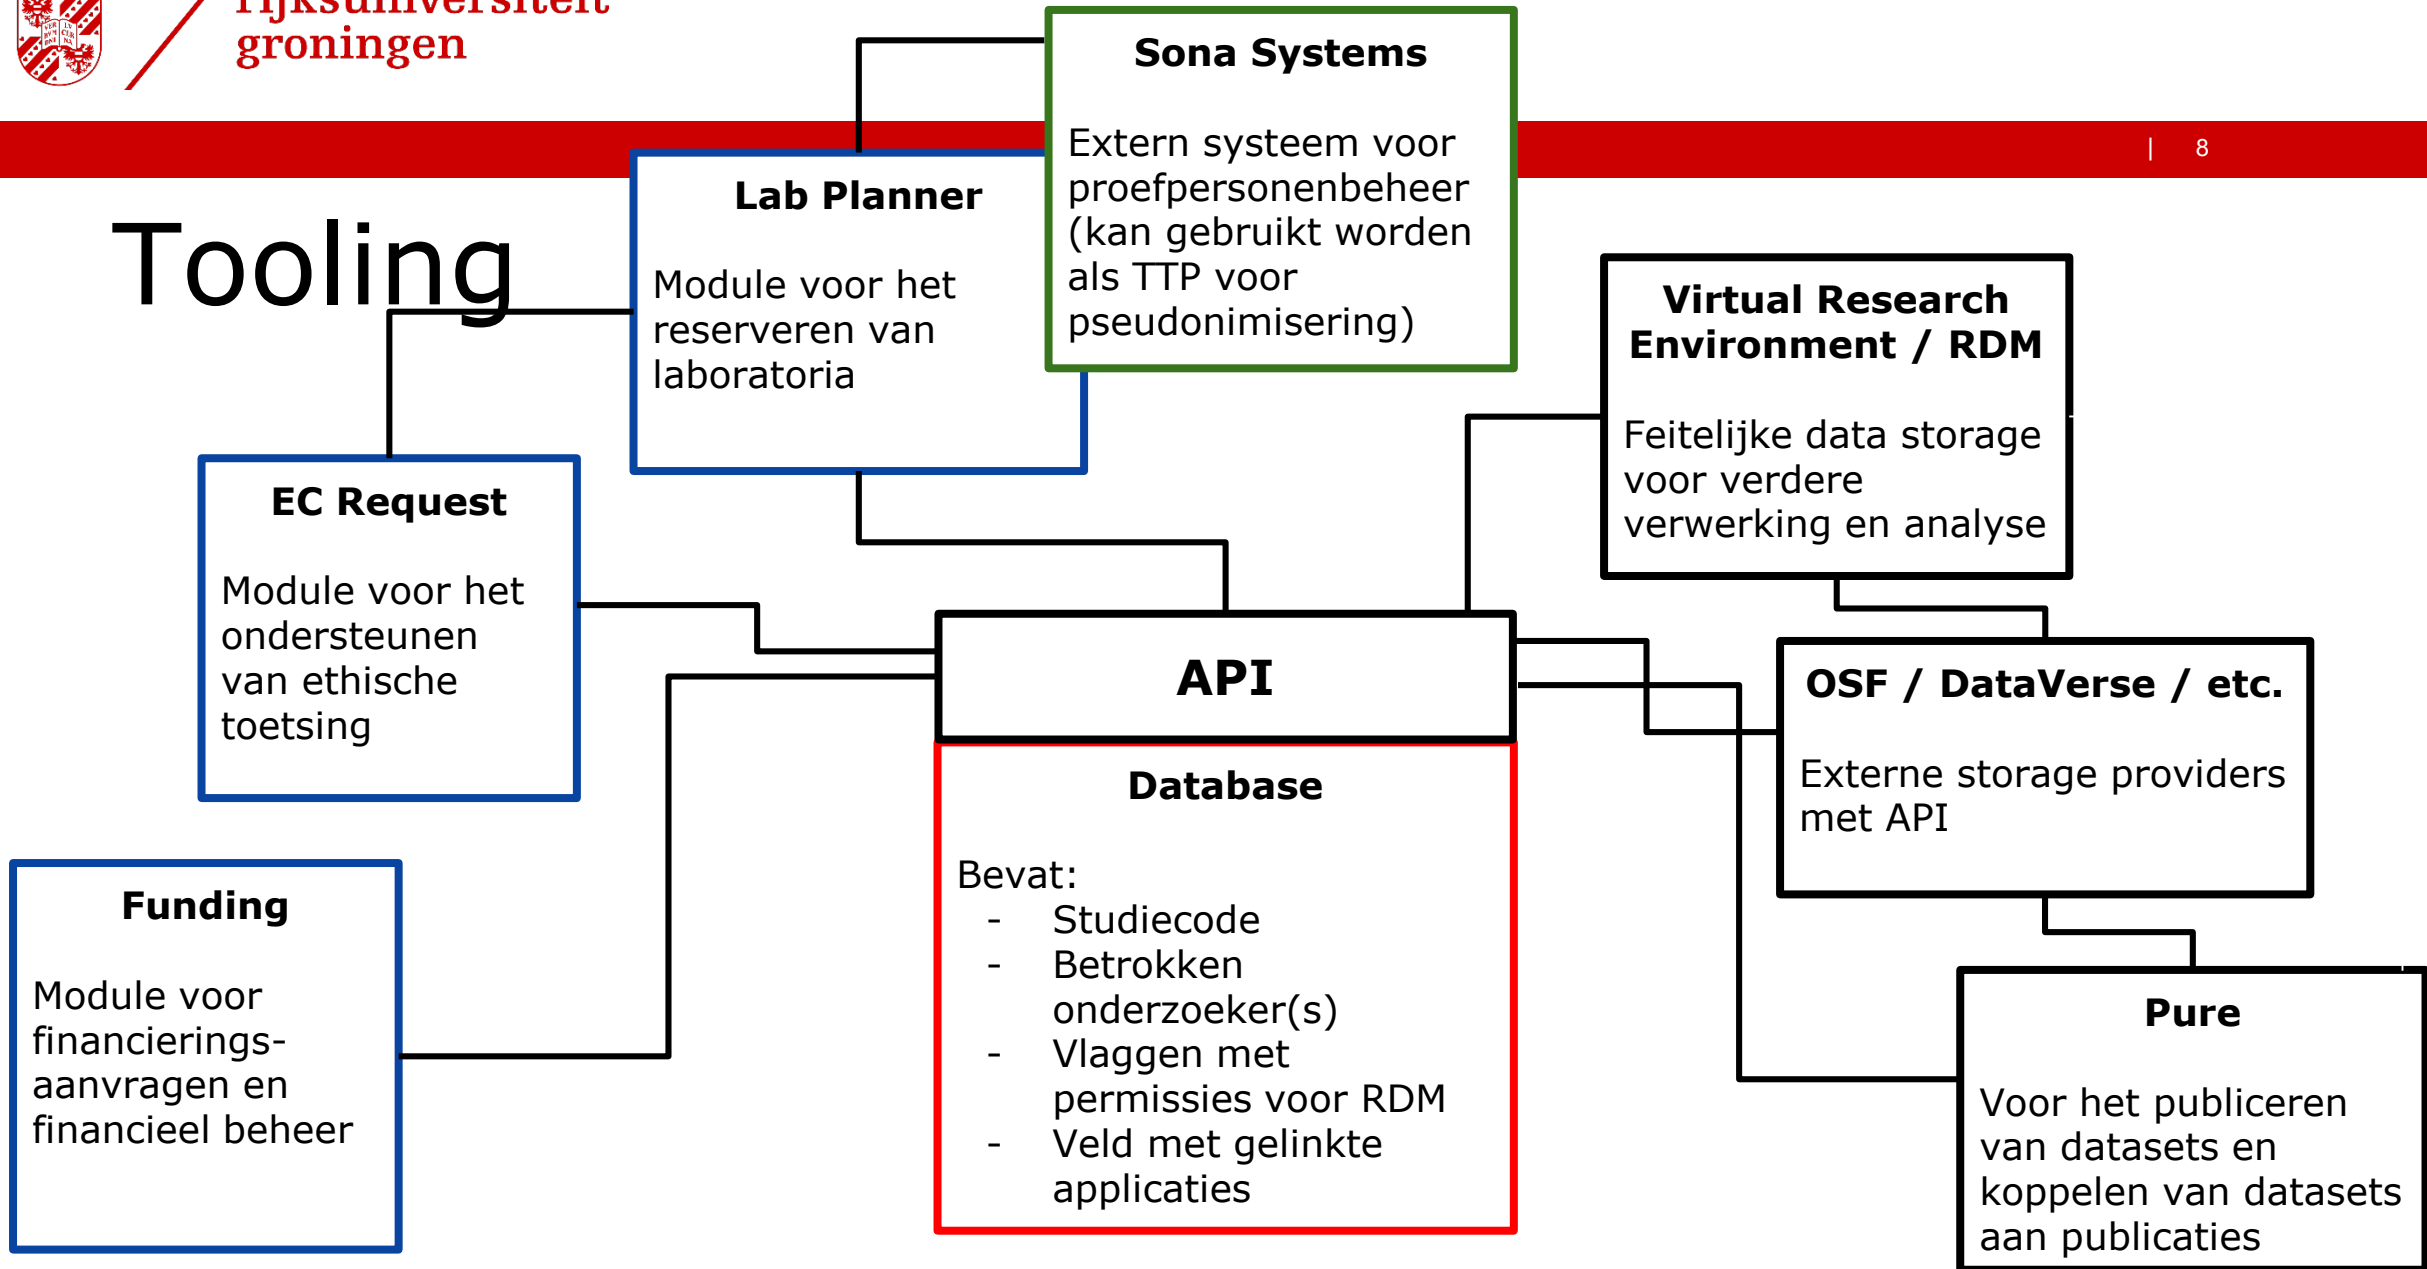 rijksuniversiteit
groningen
| 8
Tooling
Sona Systems
Extern systeem voor
proefpersonenbeheer
(kan gebruikt worden
als TTP voor
pseudonimisering)
Lab Planner
Module voor het
reserveren van
laboratoria
Virtual Research
Environment / RDM
Feitelijke data storage
voor verdere
verwerking en analyse
EC Request
Module voor het
ondersteunen
van ethische
toetsing
API
OSF / DataVerse / etc.
Externe storage providers
met API
Database
Bevat:
- Studiecode
- Betrokken
onderzoeker(s)
- Vlaggen met
permissies voor RDM
- Veld met gelinkte
applicaties
Funding
Module voor
financierings-
aanvragen en
financieel beheer
Pure
Voor het publiceren
van datasets en
koppelen van datasets
aan publicaties